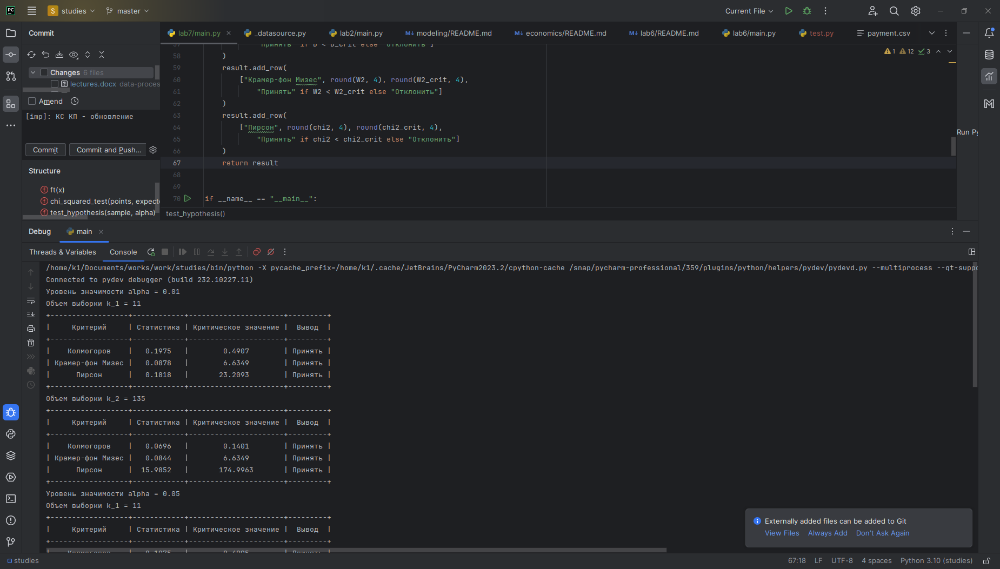 PC
S studies master Current File
Commit
lab7/main.py _datasource.py lab2/main.py M↓ modeling/README.md M↓ economics/README.md M↓ lab6/README.md lab6/main.py test.py payment.csv
1 12 3
Changes 6 files
lectures.docx data-proces
Amend
[imp]: КС КП - обновление
Commit
Commit and Push...
Structure
ft(x)
chi_squared_test(points, expect
test_hypothesis(sample, alpha)
58 )
59 result.add_row(
60 ["Крамер-фон Мизес", round(W2, 4), round(W2_crit, 4),
61 "Принять" if W2 < W2_crit else "Отклонить"]
62 )
63 result.add_row(
64 ["Пирсон", round(chi2, 4), round(chi2_crit, 4),
65 "Принять" if chi2 < chi2_crit else "Отклонить"]
66 )
67 return result
68
69
70 if __name__ == "__main__":
test_hypothesis()
Run Py
Debug main
Threads & Variables Console
/home/k1/Documents/works/work/studies/bin/python -X pycache_prefix=/home/k1/.cache/JetBrains/PyCharm2023.2/cpython-cache /snap/pycharm-professional/359/plugins/python/helpers/pydev/pydevd.py --multiprocess --qt-suppo
Connected to pydev debugger (build 232.10227.11)
Уровень значимости alpha = 0.01
Объем выборки k_1 = 11
+-------------------+------------+----------------------+---------+
| Критерий | Статистика | Критическое значение | Вывод |
+-------------------+------------+----------------------+---------+
| Колмогоров | 0.1975 | 0.4907 | Принять |
| Крамер-фон Мизес | 0.0878 | 6.6349 | Принять |
| Пирсон | 0.1818 | 23.2093 | Принять |
+-------------------+------------+----------------------+---------+
Объем выборки k_2 = 135
+-------------------+------------+----------------------+---------+
| Критерий | Статистика | Критическое значение | Вывод |
+-------------------+------------+----------------------+---------+
| Колмогоров | 0.0696 | 0.1401 | Принять |
| Крамер-фон Мизес | 0.0844 | 6.6349 | Принять |
| Пирсон | 15.9852 | 174.9963 | Принять |
+-------------------+------------+----------------------+---------+
Уровень значимости alpha = 0.05
Объем выборки k_1 = 11
+-------------------+------------+----------------------+---------+
| Критерий | Статистика | Критическое значение | Вывод |
+-------------------+------------+----------------------+---------+
Externally added files can be added to Git
View Files Always Add Don't Ask Again
studies 67:18 LF UTF-8 4 spaces Python 3.10 (studies)